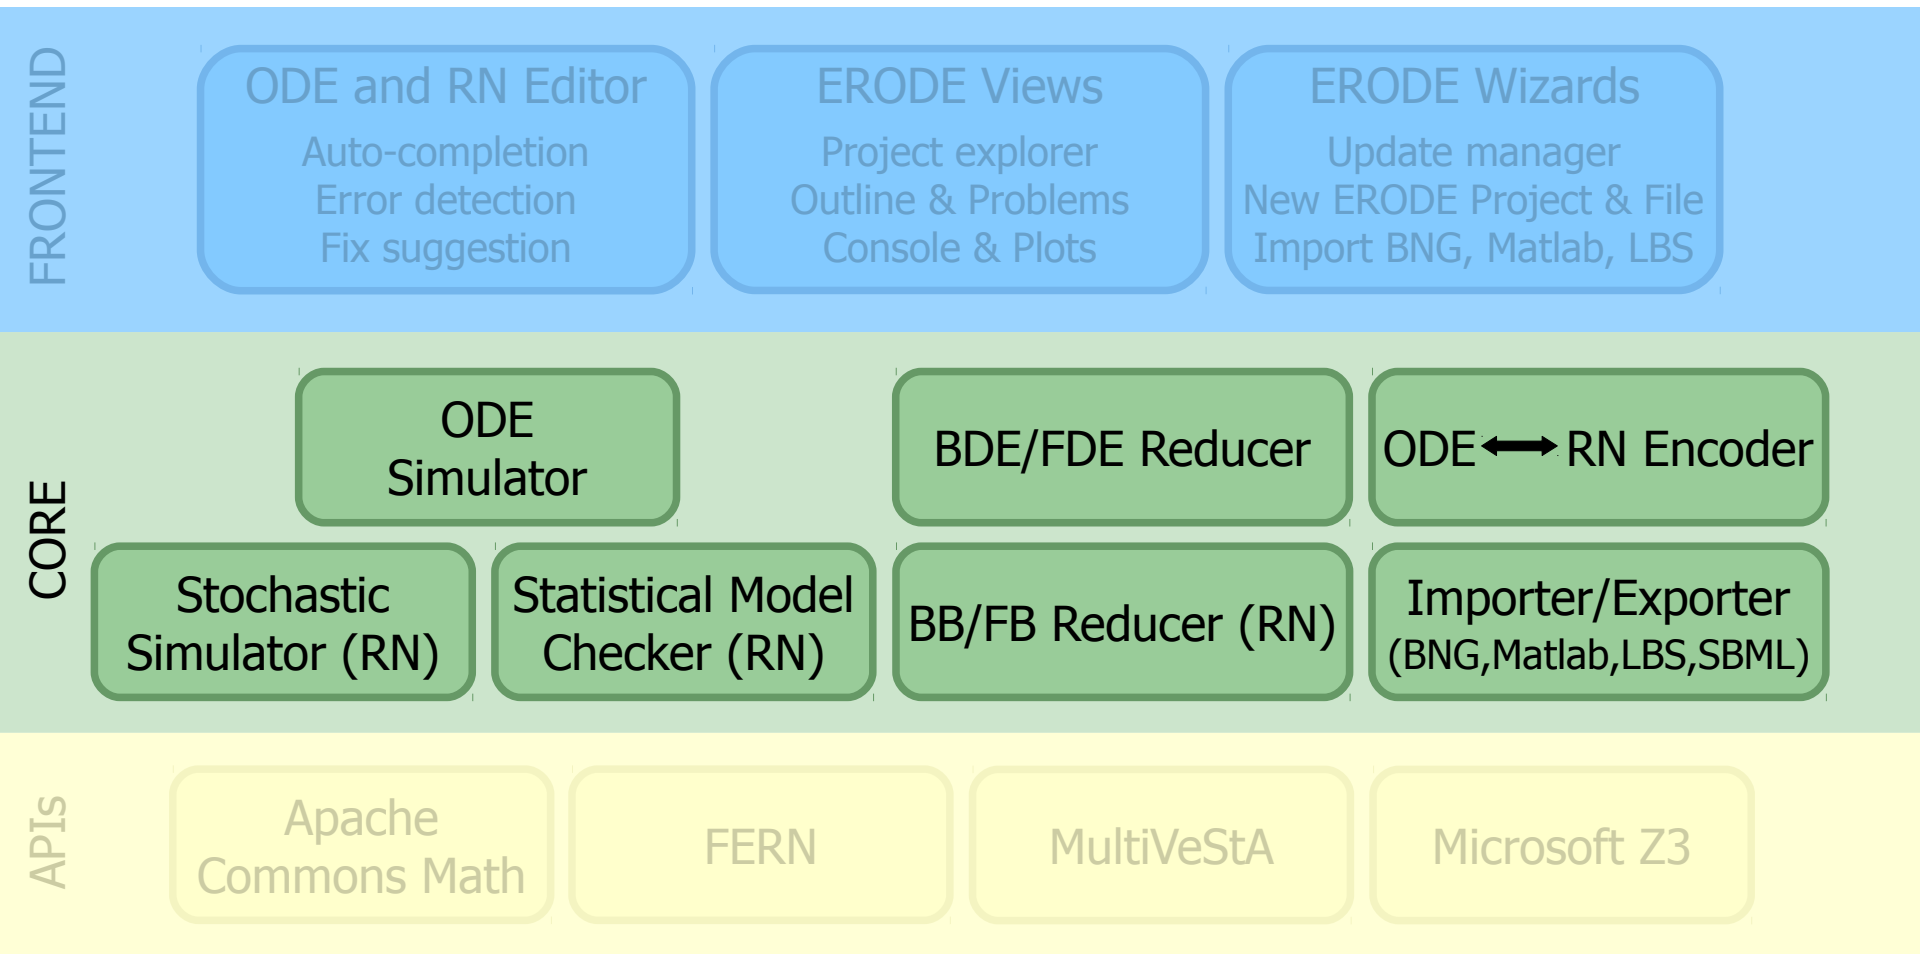 FRONTEND
ODE and RN Editor
Auto-completion
Error detection
Fix suggestion
ERODE Views
Project explorer
Outline & Problems
Console & Plots
ERODE Wizards
Update manager
New ERODE Project & File
Import BNG, Matlab, LBS
CORE
ODE
Simulator
BDE/FDE Reducer
ODE ⟷ RN Encoder
Stochastic
Simulator (RN)
Statistical Model
Checker (RN)
BB/FB Reducer (RN)
Importer/Exporter
(BNG,Matlab,LBS,SBML)
APIs
Apache
Commons Math
FERN
MultiVeStA
Microsoft Z3